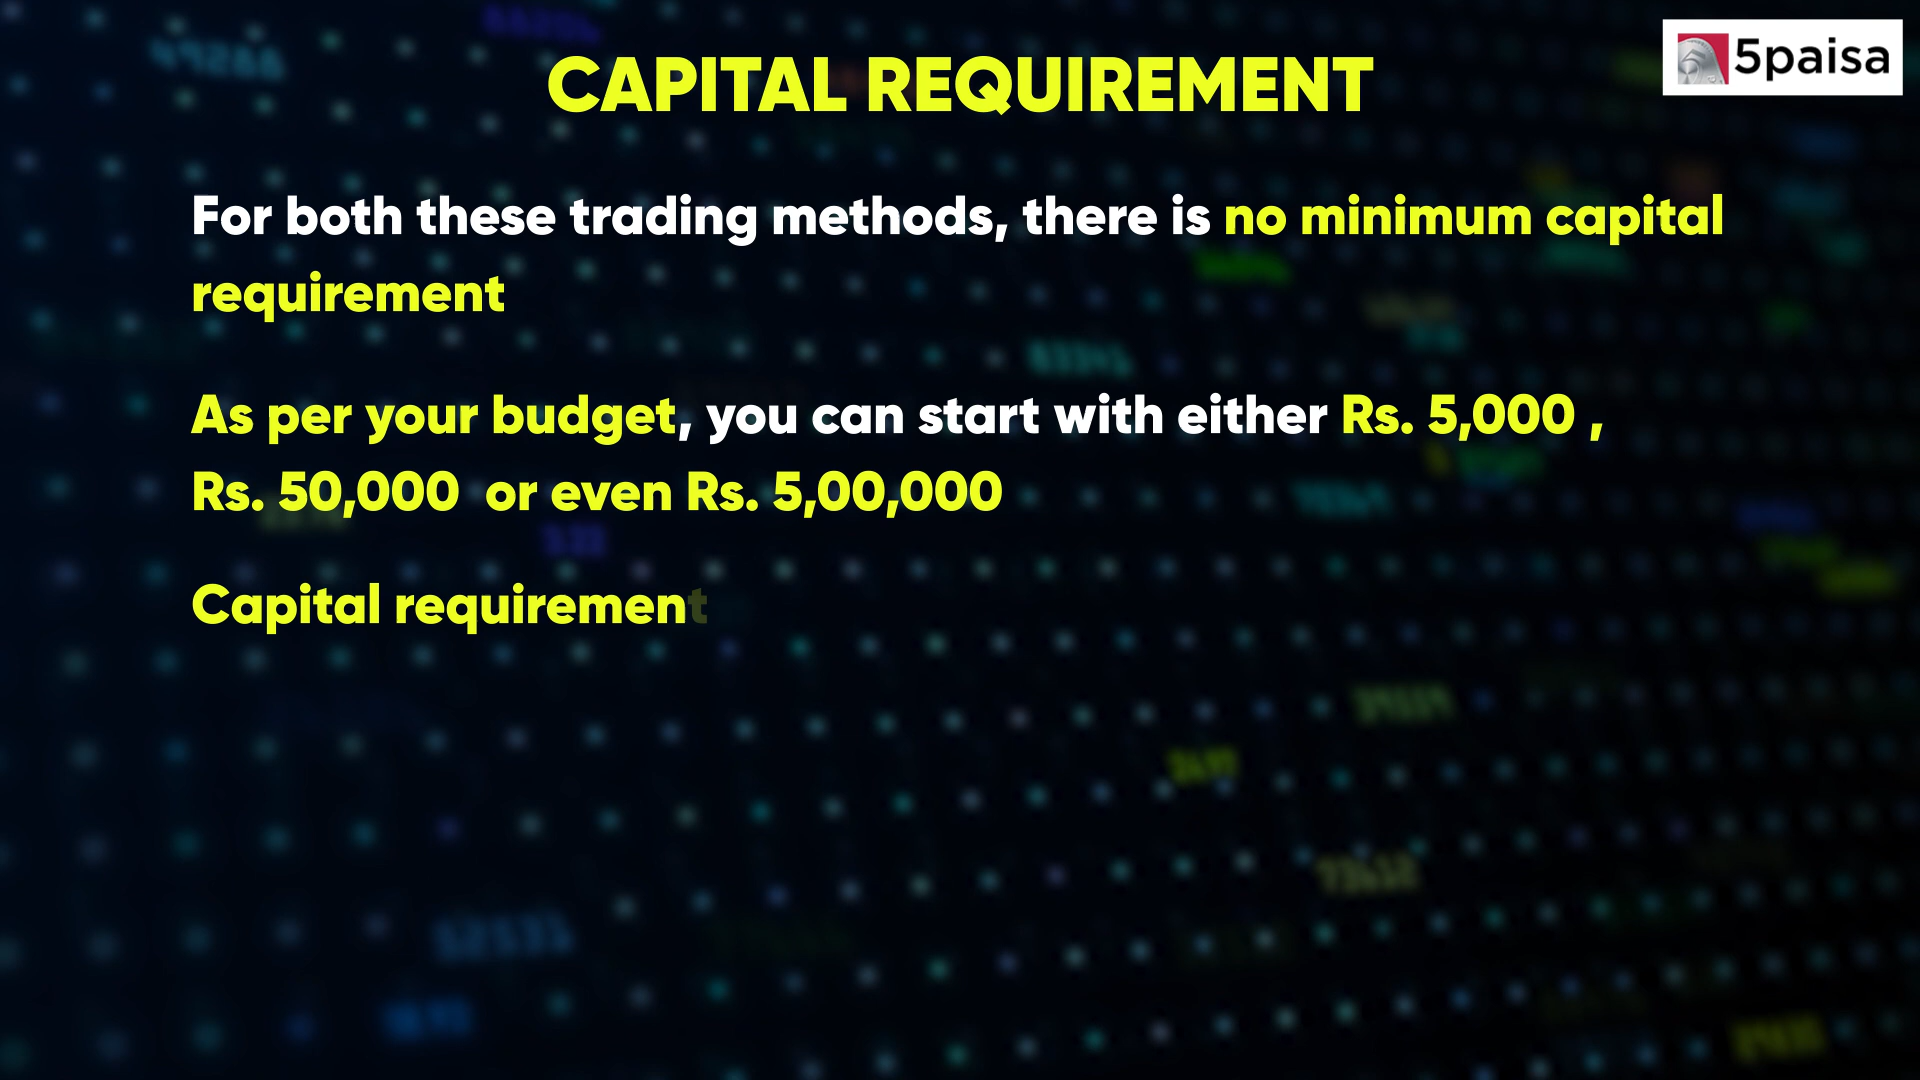 CAPITAL REQUIREMENT
5paisa
For both these trading methods, there is no minimum capital
requirement
As per your budget, you can start with either Rs. 5,000 ,
Rs. 50,000 or even Rs. 5,00,000
Capital requirement